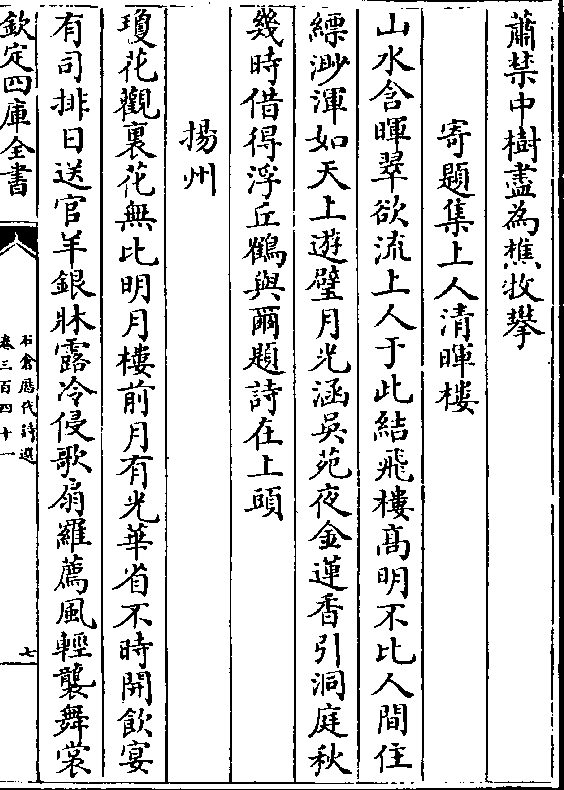 蕭禁中樹盡為樵牧攀
寄題集上人清暉樓
山水含暉翠欲流上人于此結飛樓髙明不比人間住
縹渺渾如天上遊璧月光涵吳苑夜金蓮香引洞庭秋
幾時借得浮丘鶴與爾題詩在上頭
揚州
瓊花觀裏花無比明月樓前月有光華省不時開飲宴
有司排日送官羊銀牀露冷侵歌扇羅薦風輕襲舞裳
欽定四庫全書
石倉歴代詩選
卷三百四十一
七